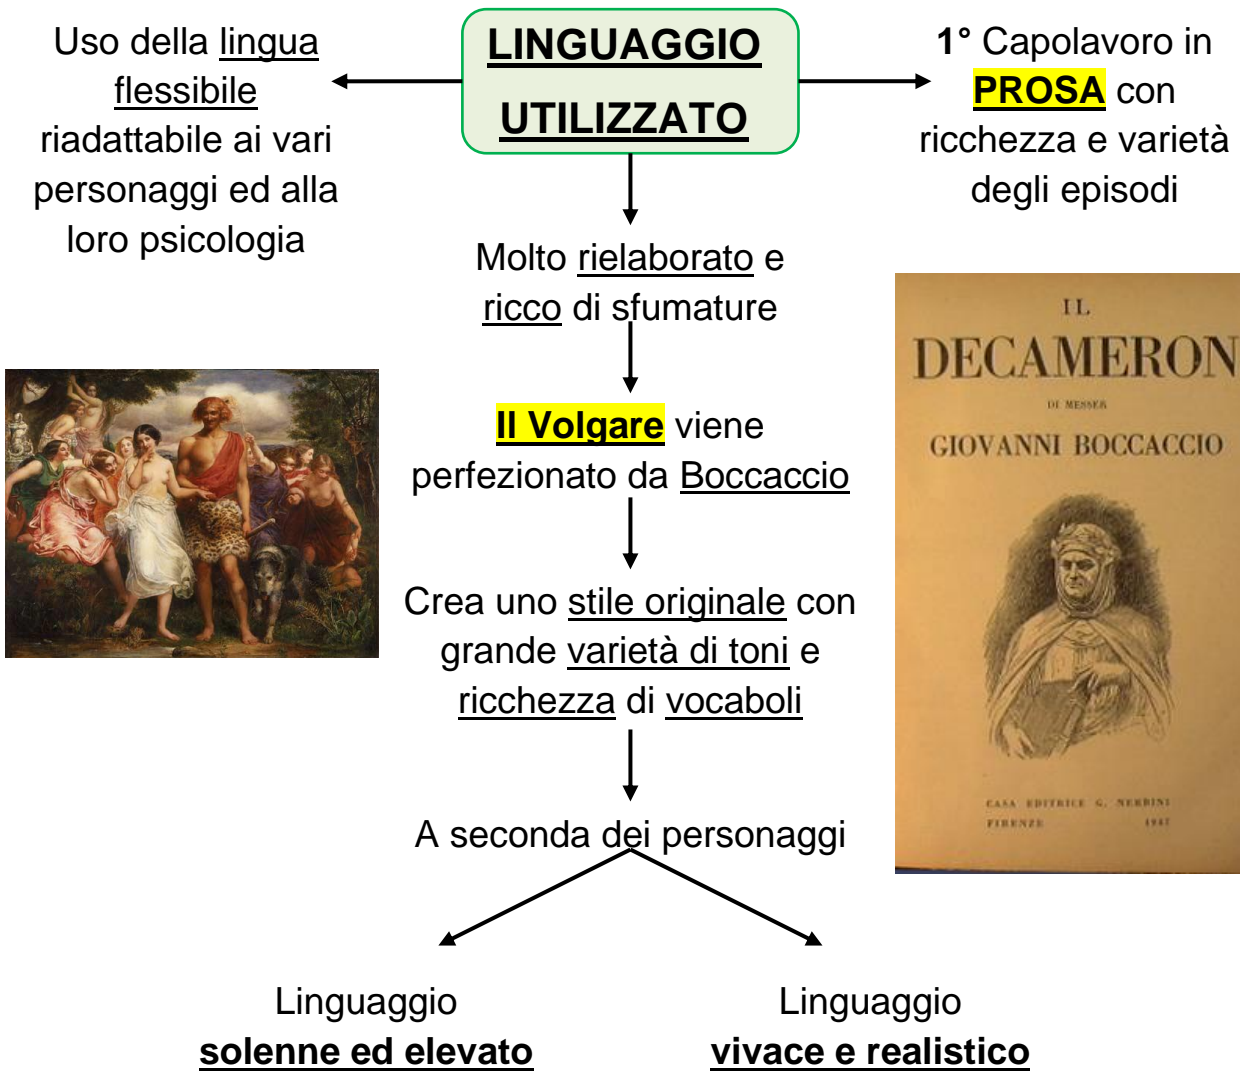 Uso della lingua
flessibile
riadattabile ai vari
personaggi ed alla
loro psicologia
LINGUAGGIO
UTILIZZATO
1° Capolavoro in
PROSA con
ricchezza e varietà
degli episodi
Molto rielaborato e
ricco di sfumature
Il Volgare viene
perfezionato da Boccaccio
Crea uno stile originale con
grande varietà di toni e
ricchezza di vocaboli
A seconda dei personaggi
Linguaggio
solenne ed elevato
Linguaggio
vivace e realistico
IL
DECAMERON
DI MESSER
GIOVANNI BOCCACCIO
CASA EDITRICE G. NERBINI
FIRENZE